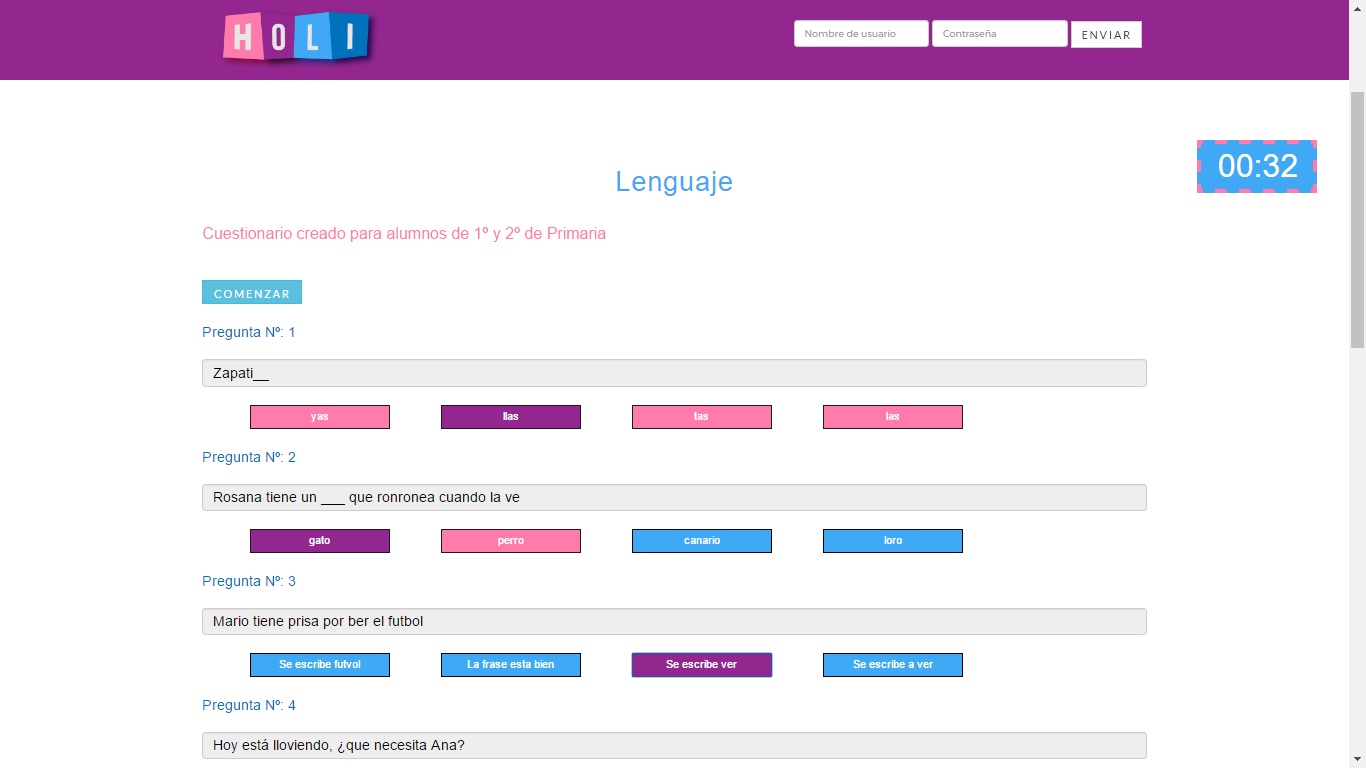 HOLI
Nombre de usuario Contraseña ENVIAR
00:32
Lenguaje
Cuestionario creado para alumnos de 1º y 2º de Primaria
COMENZAR
Pregunta Nº: 1
Zapati__
yas llas tas las
Pregunta Nº: 2
Rosana tiene un ___ que ronronea cuando la ve
gato perro canario loro
Pregunta Nº: 3
Mario tiene prisa por ber el futbol
Se escribe futvol La frase esta bien Se escribe ver Se escribe a ver
Pregunta Nº: 4
Hoy está lloviendo, ¿que necesita Ana?